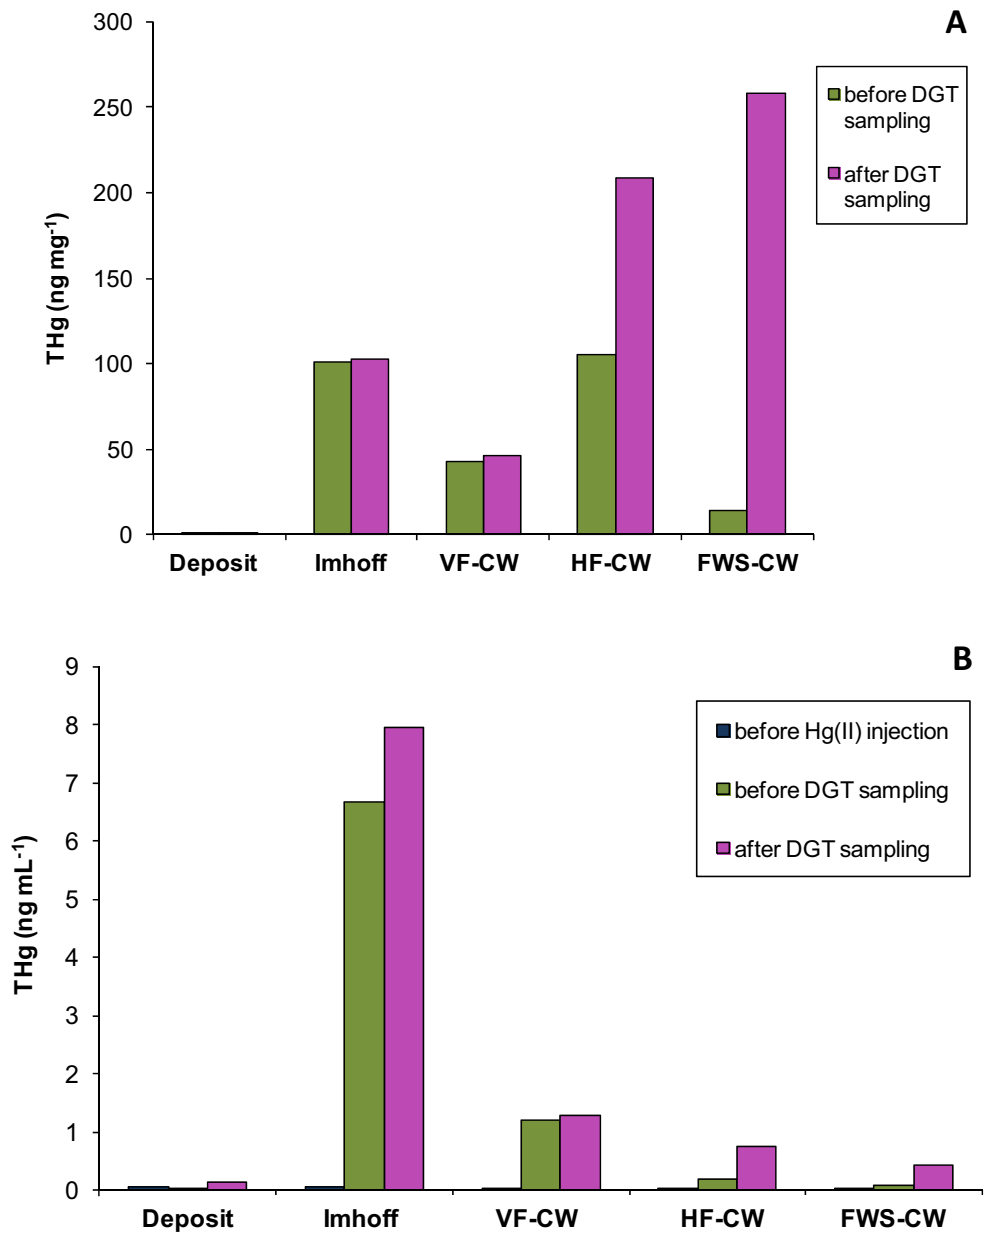 A
300
250
200
150
100
50
0
THg (ng mg-1)
before DGT
sampling
after DGT
sampling
Deposit Imhoff VF-CW HF-CW FWS-CW
B
9
8
7
6
5
4
3
2
1
0
THg (ng mL-1)
before Hg(II) injection
before DGT sampling
after DGT sampling
Deposit Imhoff VF-CW HF-CW FWS-CW